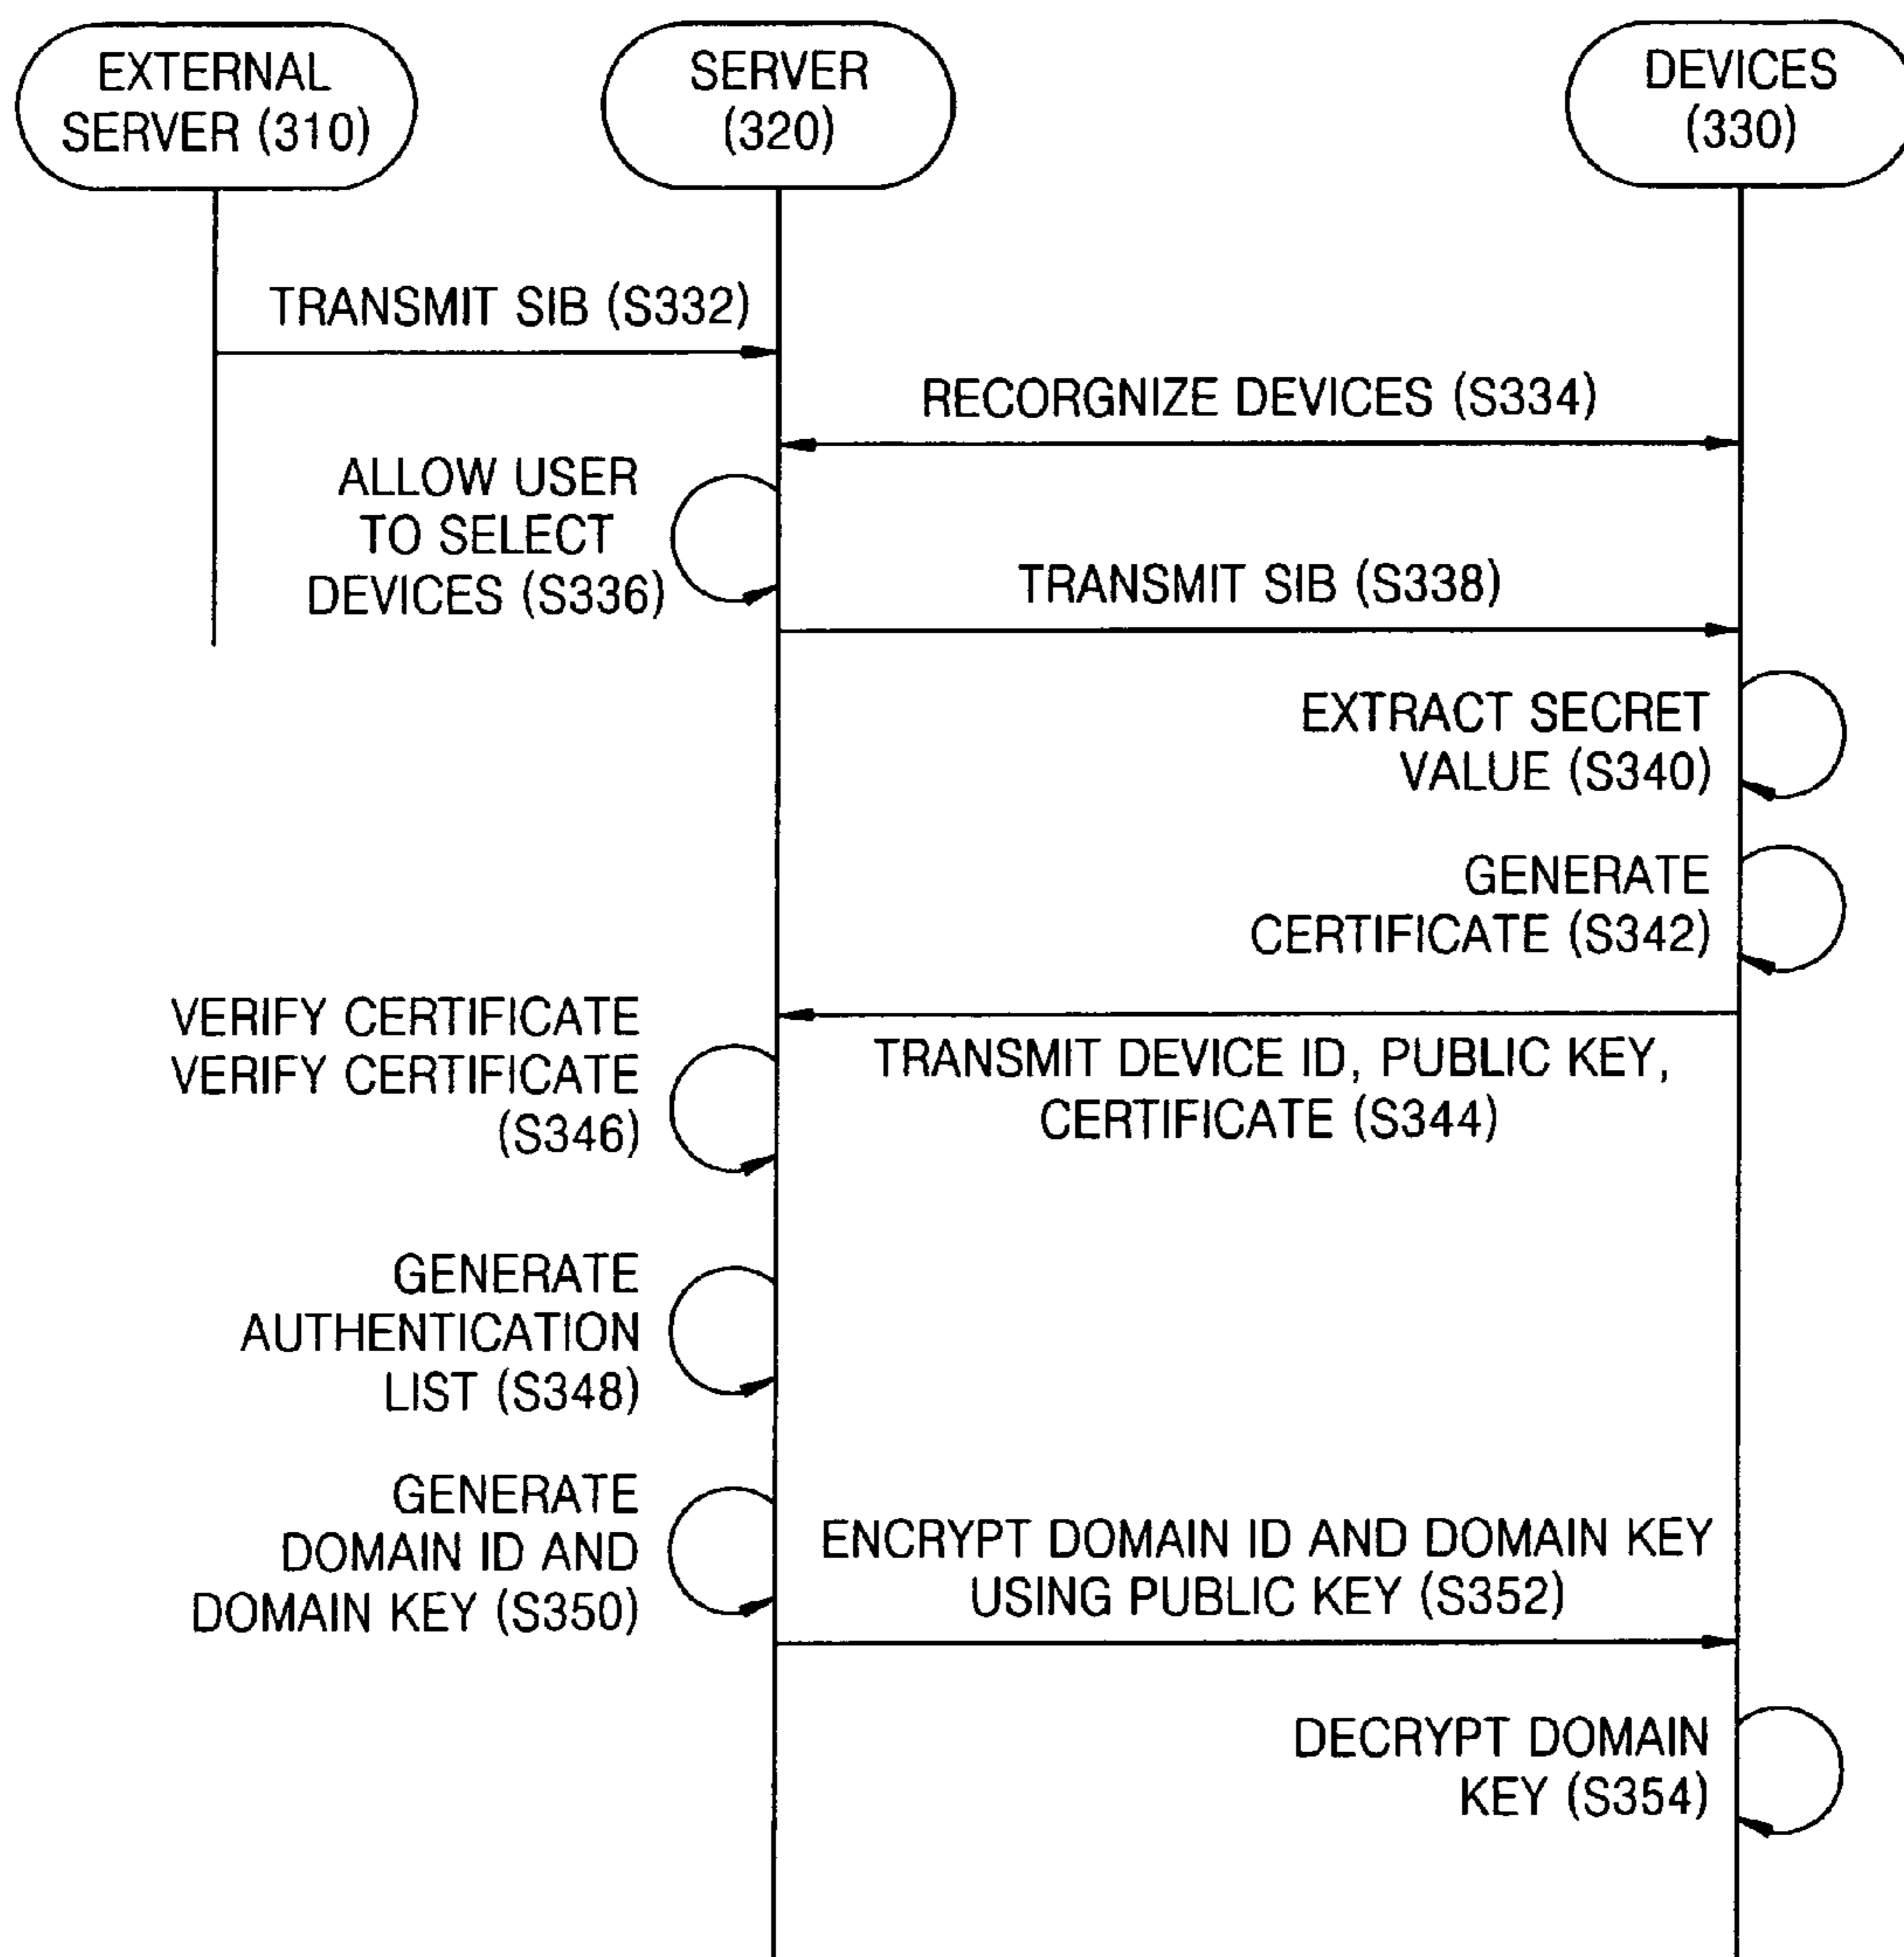 EXTERNAL
SERVER (310)
SERVER
(320)
DEVICES
(330)
TRANSMIT SIB (S332)
RECORGNIZE DEVICES (S334)
ALLOW USER
TO SELECT
DEVICES (S336)
TRANSMIT SIB (S338)
EXTRACT SECRET
VALUE (S340)
GENERATE
CERTIFICATE (S342)
TRANSMIT DEVICE ID, PUBLIC KEY,
CERTIFICATE (S344)
VERIFY CERTIFICATE
VERIFY CERTIFICATE
(S346)
GENERATE
AUTHENTICATION
LIST (S348)
GENERATE
DOMAIN ID AND
DOMAIN KEY (S350)
ENCRYPT DOMAIN ID AND DOMAIN KEY
USING PUBLIC KEY (S352)
DECRYPT DOMAIN
KEY (S354)